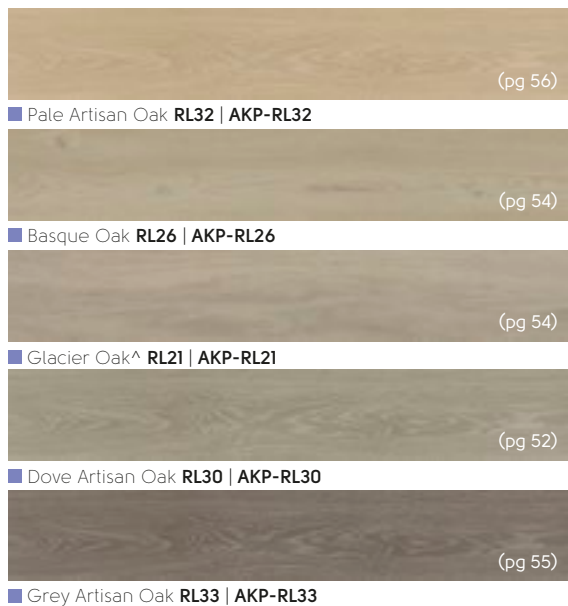 (pg 56)
Pale Artisan Oak RL32 | AKP-RL32
(pg 54)
Basque Oak RL26 | AKP-RL26
(pg 54)
Glacier Oak^ RL21 | AKP-RL21
(pg 52)
Dove Artisan Oak RL30 | AKP-RL30
(pg 55)
Grey Artisan Oak RL33 | AKP-RL33